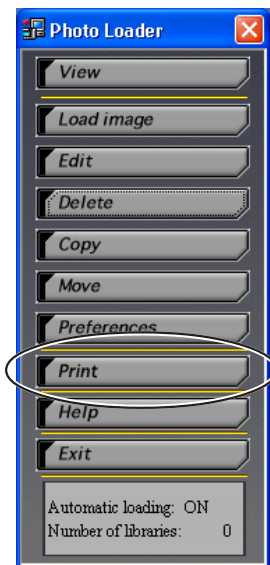 Photo Loader
View
Load image
Edit
Delete
Copy
Move
Preferences
Print
Help
Exit
Automatic loading: ON
Number of libraries: 0